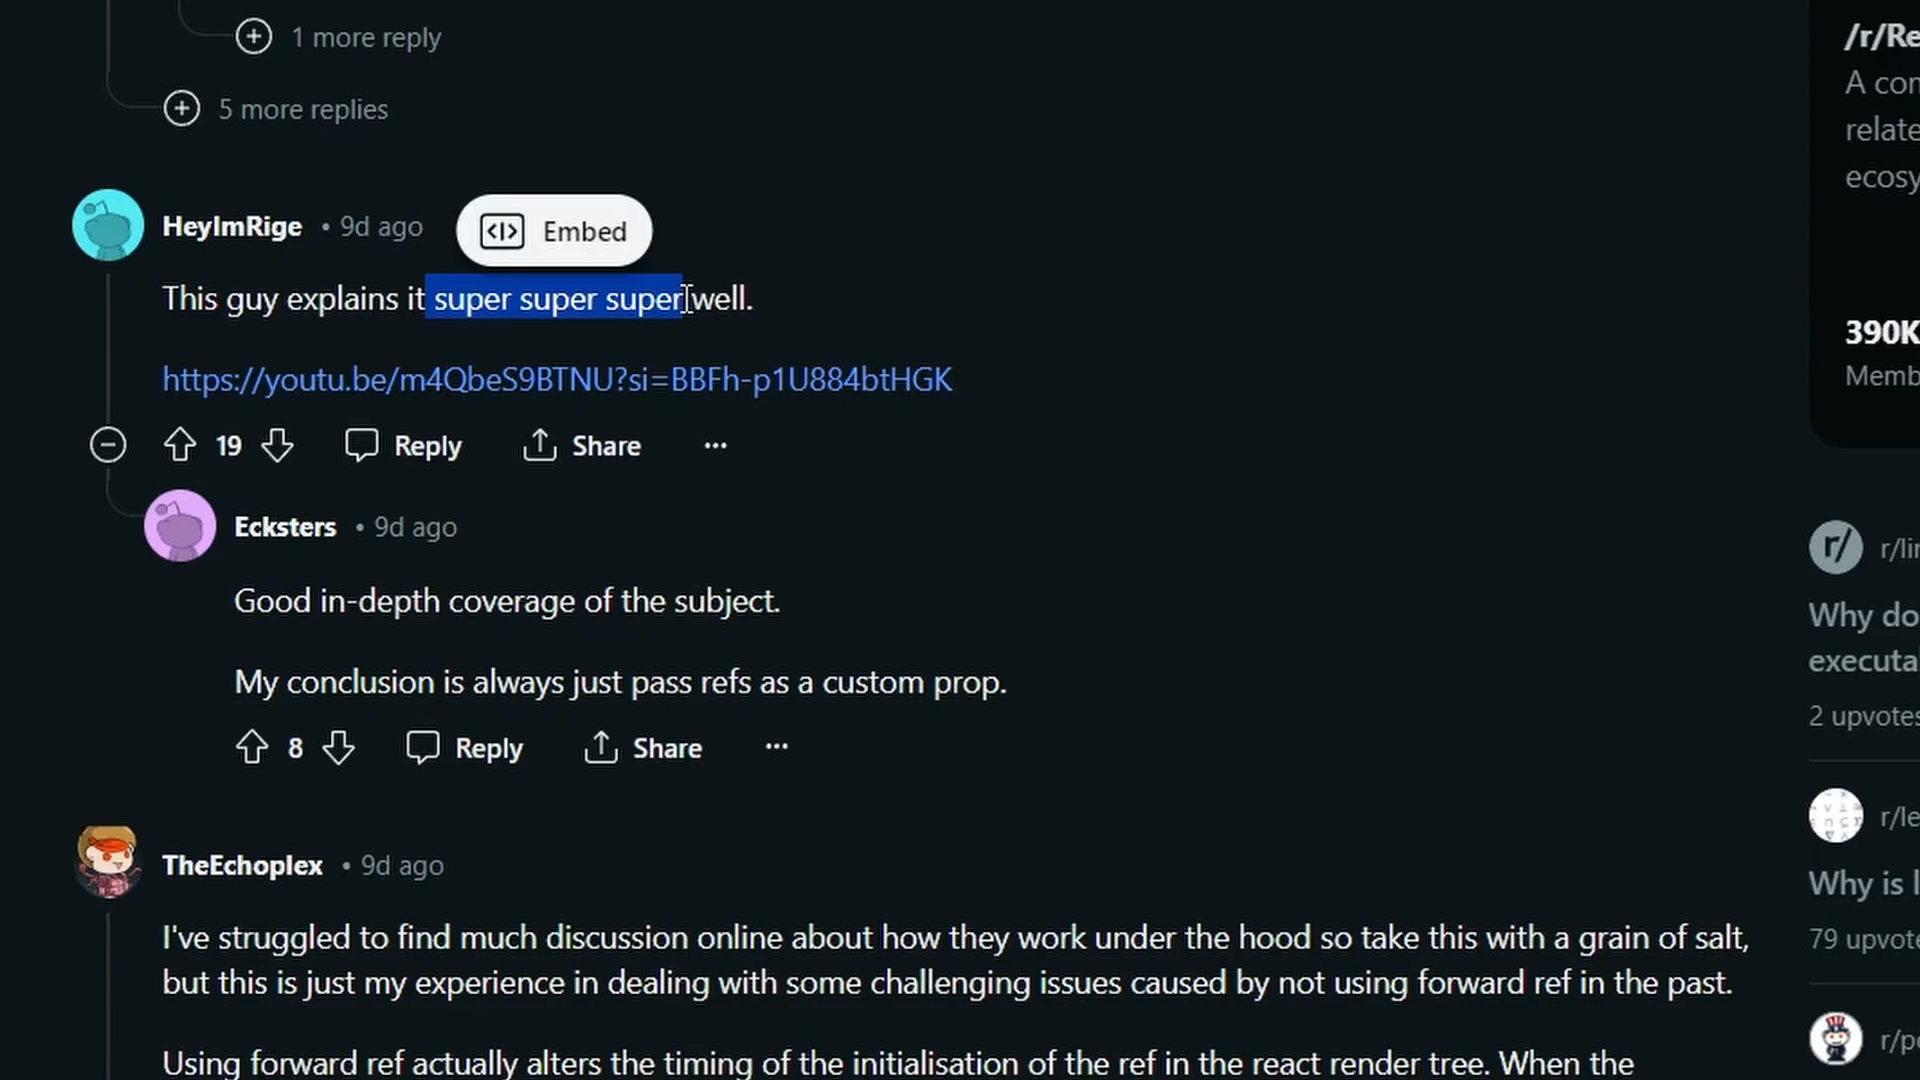 1 more reply
5 more replies
HeyImRige • 9d ago
Embed
This guy explains it super super super well.
https://youtu.be/m4QbeS9BTNU?si=BBFh-p1U884btHGK
19 Reply Share
Ecksters • 9d ago
Good in-depth coverage of the subject.
My conclusion is always just pass refs as a custom prop.
8 Reply Share
TheEchoplex • 9d ago
I've struggled to find much discussion online about how they work under the hood so take this with a grain of salt,
but this is just my experience in dealing with some challenging issues caused by not using forward ref in the past.
Using forward ref actually alters the timing of the initialisation of the ref in the react render tree. When the
/r/Re
A con
relate
ecosy
390K
Memb
r/ r/lin
Why do
executa
2 upvotes
r/le
Why is l
79 upvote
r/po